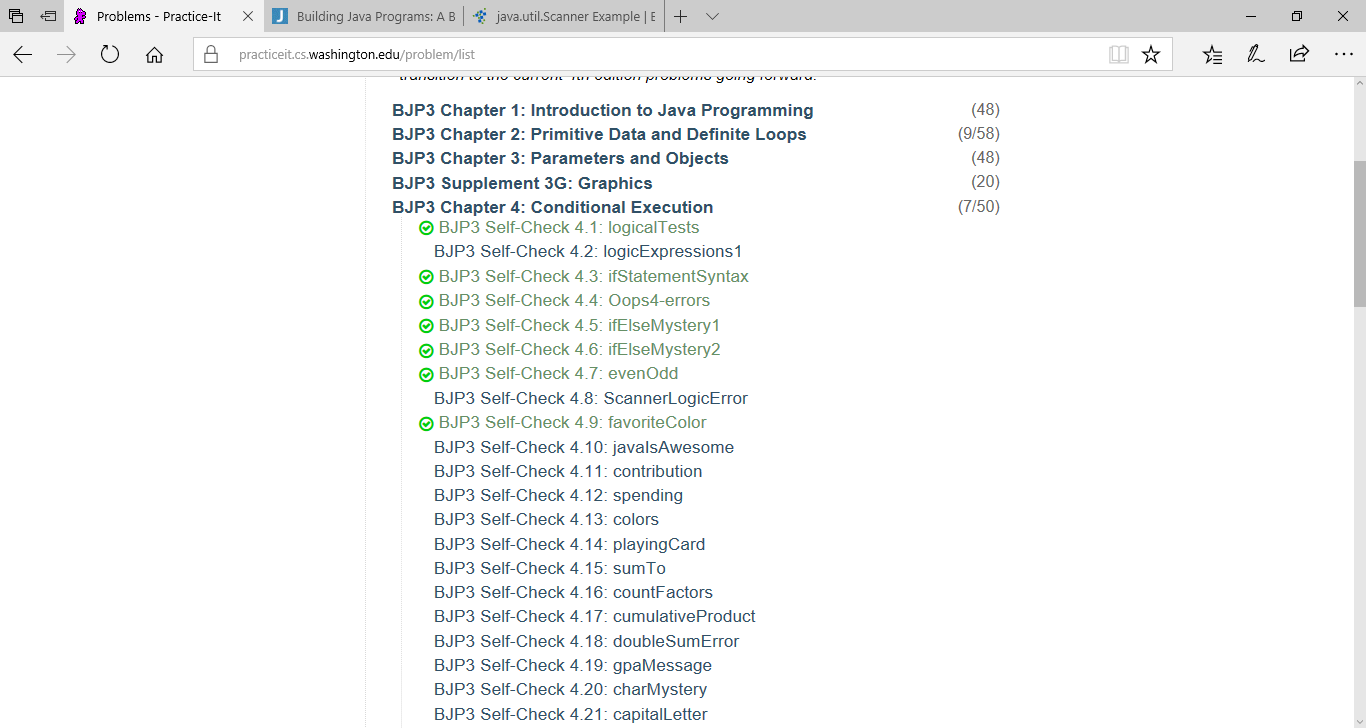 Problems - Practice-It
Building Java Programs: A B
java.util.Scanner Example | E
practiceit.cs.washington.edu/problem/list
transition to the current 4th edition problems going forward.
BJP3 Chapter 1: Introduction to Java Programming (48)
BJP3 Chapter 2: Primitive Data and Definite Loops (9/58)
BJP3 Chapter 3: Parameters and Objects (48)
BJP3 Supplement 3G: Graphics (20)
BJP3 Chapter 4: Conditional Execution (7/50)
BJP3 Self-Check 4.1: logicalTests
BJP3 Self-Check 4.2: logicExpressions1
BJP3 Self-Check 4.3: ifStatementSyntax
BJP3 Self-Check 4.4: Oops4-errors
BJP3 Self-Check 4.5: ifElseMystery1
BJP3 Self-Check 4.6: ifElseMystery2
BJP3 Self-Check 4.7: evenOdd
BJP3 Self-Check 4.8: ScannerLogicError
BJP3 Self-Check 4.9: favoriteColor
BJP3 Self-Check 4.10: javaIsAwesome
BJP3 Self-Check 4.11: contribution
BJP3 Self-Check 4.12: spending
BJP3 Self-Check 4.13: colors
BJP3 Self-Check 4.14: playingCard
BJP3 Self-Check 4.15: sumTo
BJP3 Self-Check 4.16: countFactors
BJP3 Self-Check 4.17: cumulativeProduct
BJP3 Self-Check 4.18: doubleSumError
BJP3 Self-Check 4.19: gpaMessage
BJP3 Self-Check 4.20: charMystery
BJP3 Self-Check 4.21: capitalLetter